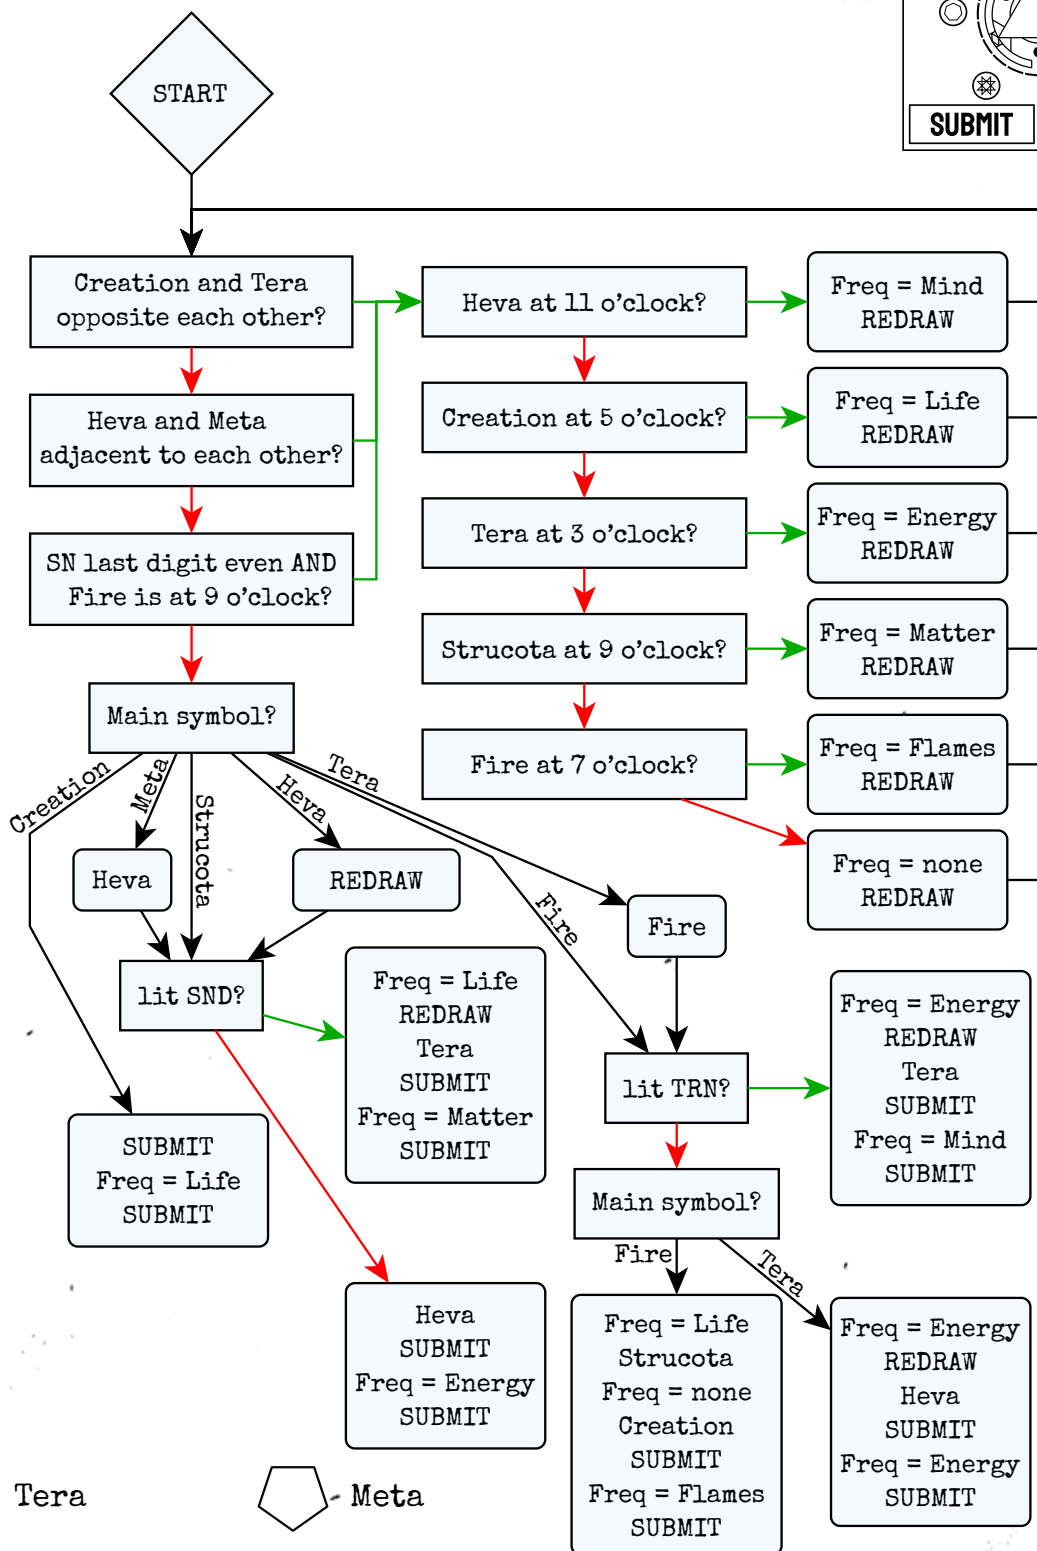 START
SUBMIT
Creation and Tera
opposite each other?
Heva at 11 o'clock?
Freq = Mind
REDRAW
Heva and Meta
adjacent to each other?
Creation at 5 o'clock?
Freq = Life
REDRAW
SN last digit even AND
Fire is at 9 o'clock?
Tera at 3 o'clock?
Freq = Energy
REDRAW
Strucota at 9 o'clock?
Freq = Matter
REDRAW
Main symbol?
Fire at 7 o'clock?
Freq = Flames
REDRAW
Creation
Meta
Strucota
Heva
Tera
Fire
Heva
REDRAW
Fire
Freq = none
REDRAW
lit SND?
Freq = Life
REDRAW
Tera
SUBMIT
Freq = Matter
SUBMIT
lit TRN?
Freq = Energy
REDRAW
Tera
SUBMIT
Freq = Mind
SUBMIT
SUBMIT
Freq = Life
SUBMIT
Main symbol?
Fire
Tera
Heva
SUBMIT
Freq = Energy
SUBMIT
Freq = Life
Strucota
Freq = none
Creation
SUBMIT
Freq = Flames
SUBMIT
Freq = Energy
REDRAW
Heva
SUBMIT
Freq = Energy
SUBMIT
Tera
Meta